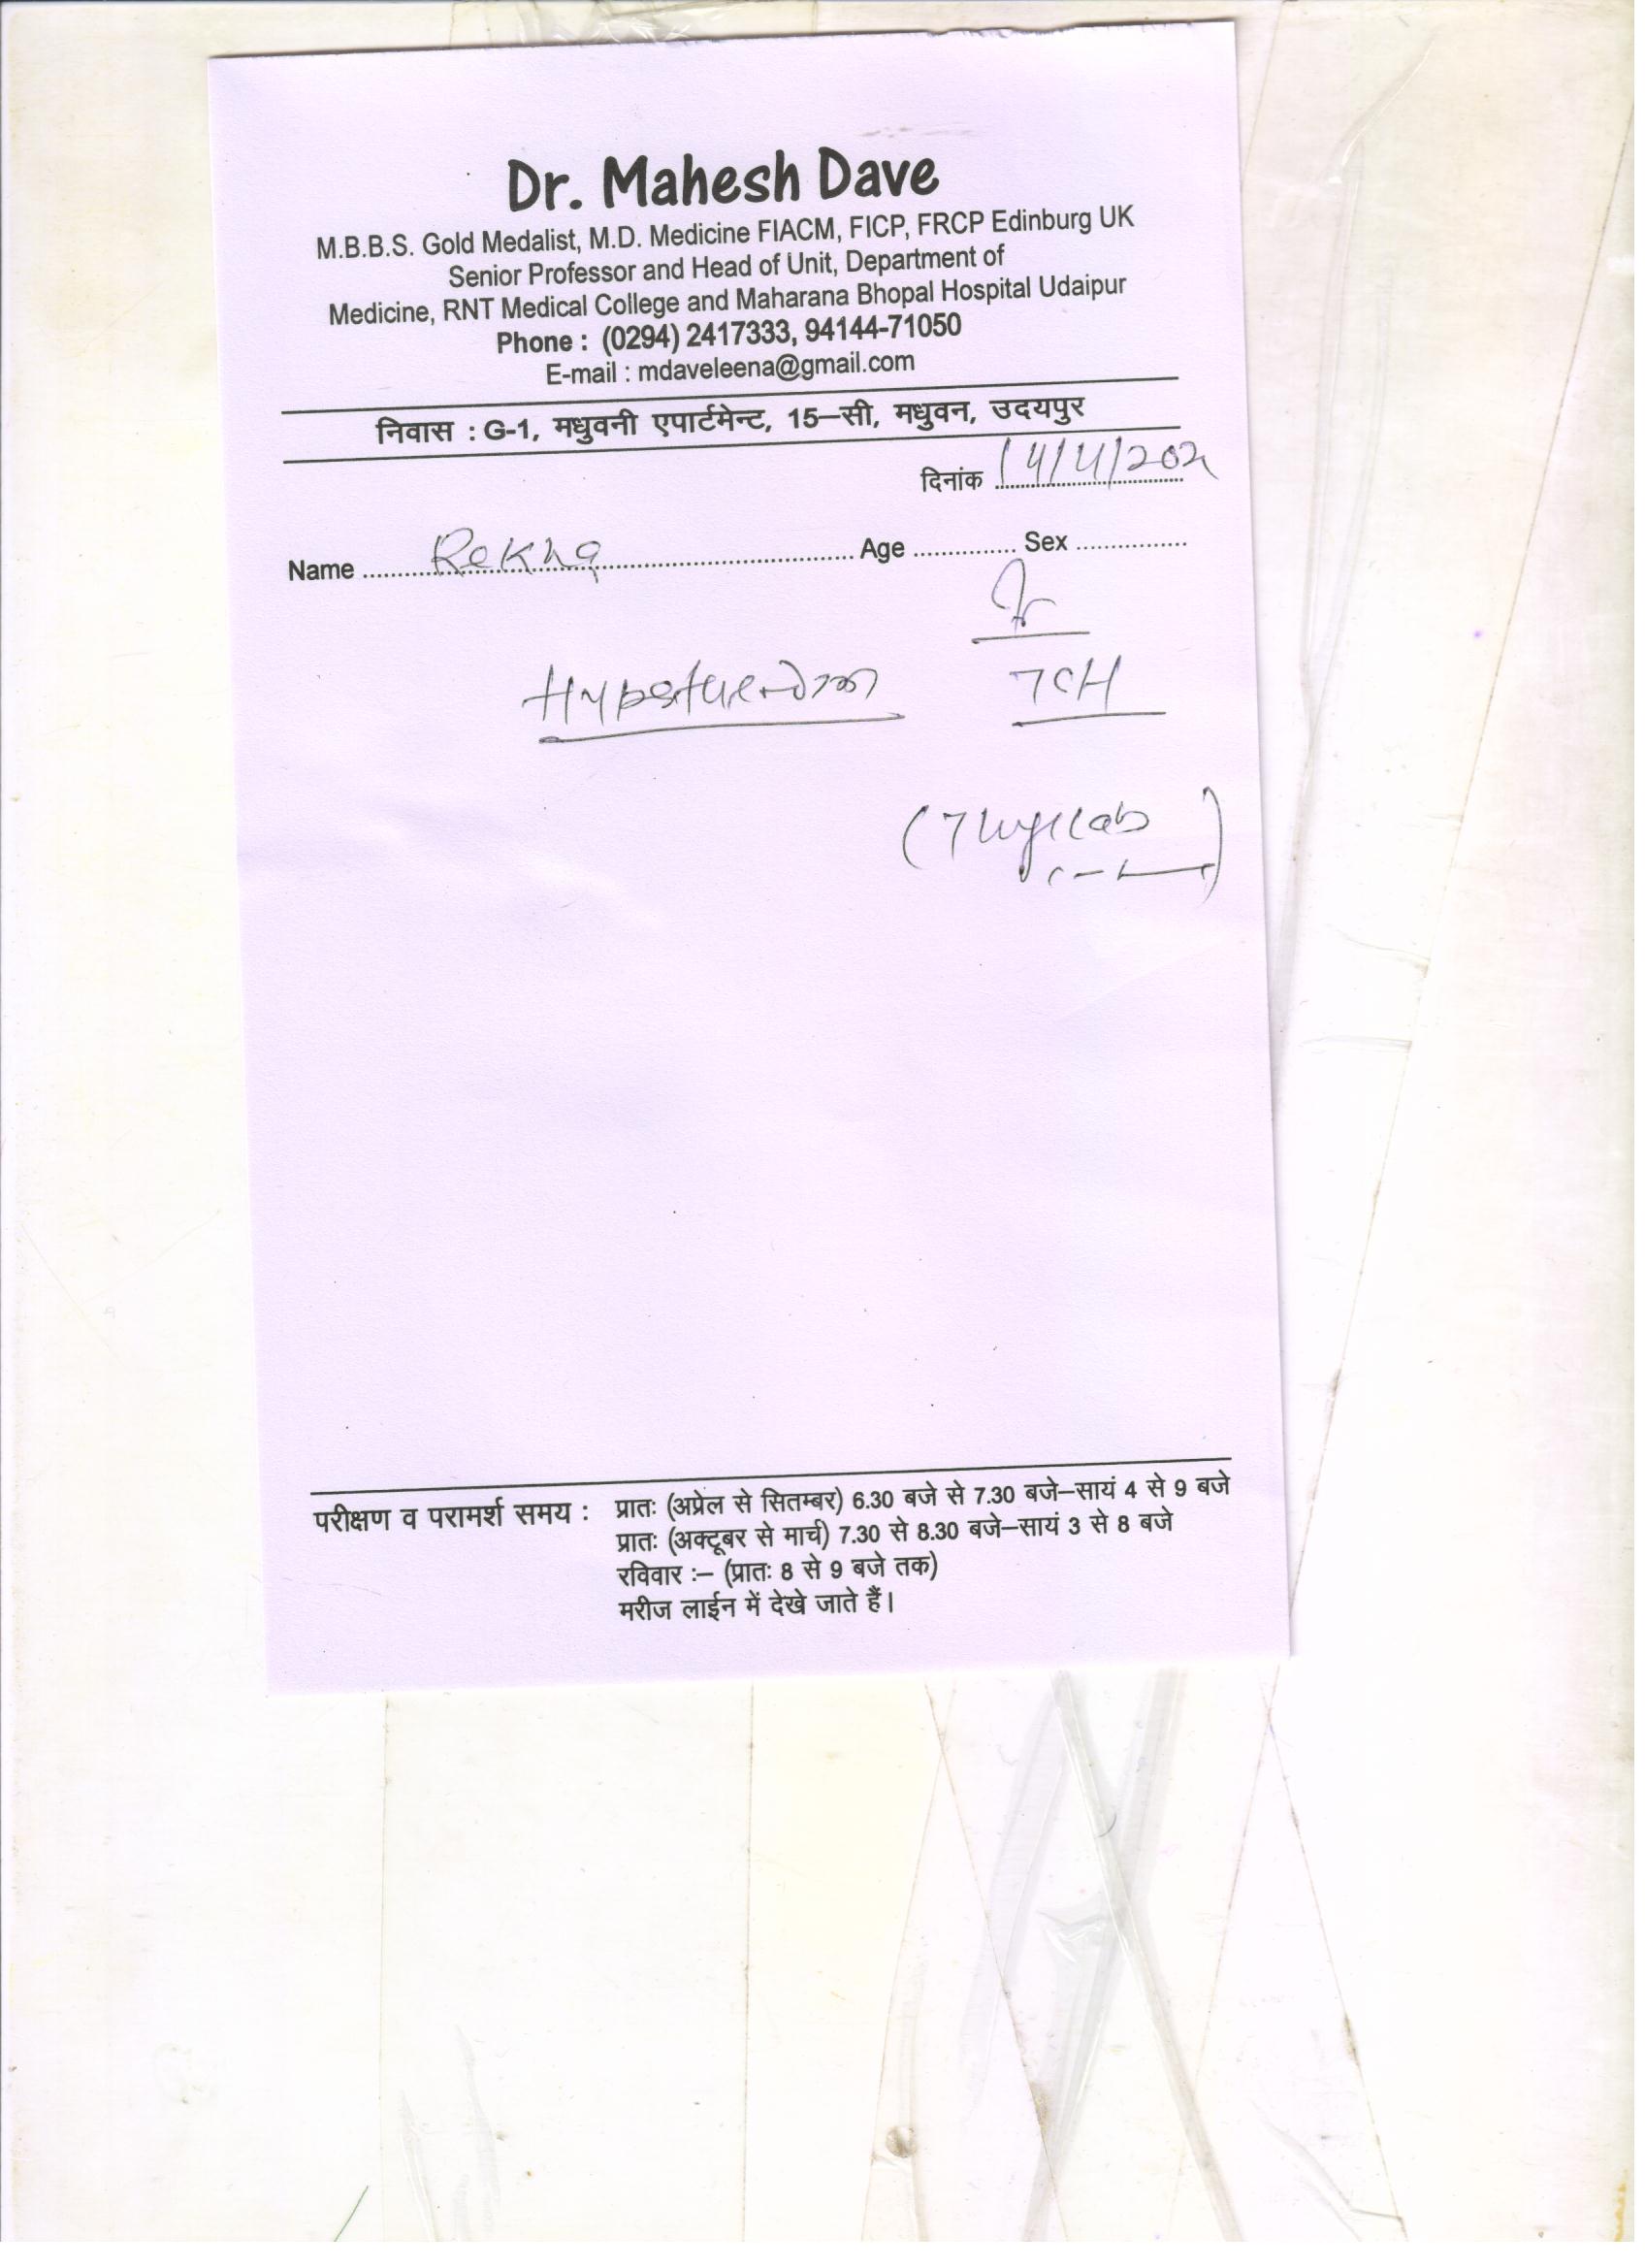 Dr. Mahesh Dave
M.B.B.S. Gold Medalist, M.D. Medicine FIACM, FICP, FRCP Edinburg UK
Senior Professor and Head of Unit, Department of
Medicine, RNT Medical College and Maharana Bhopal Hospital Udaipur
Phone : (0294) 2417333, 94144-71050
E-mail : mdaveleena@gmail.com
निवास : G-1, मधुवनी एपार्टमेन्ट, 15–सी, मधुवन, उदयपुर
दिनांक 14/4/202
Name Rekha Age Sex
परीक्षण व परामर्श समय : प्रातः (अप्रेल से सितम्बर) 6.30 बजे से 7.30 बजे–सायं 4 से 9 बजे
प्रातः (अक्टूबर से मार्च) 7.30 से 8.30 बजे–सायं 3 से 8 बजे
रविवार :– (प्रातः 8 से 9 बजे तक)
मरीज लाईन में देखे जाते हैं।